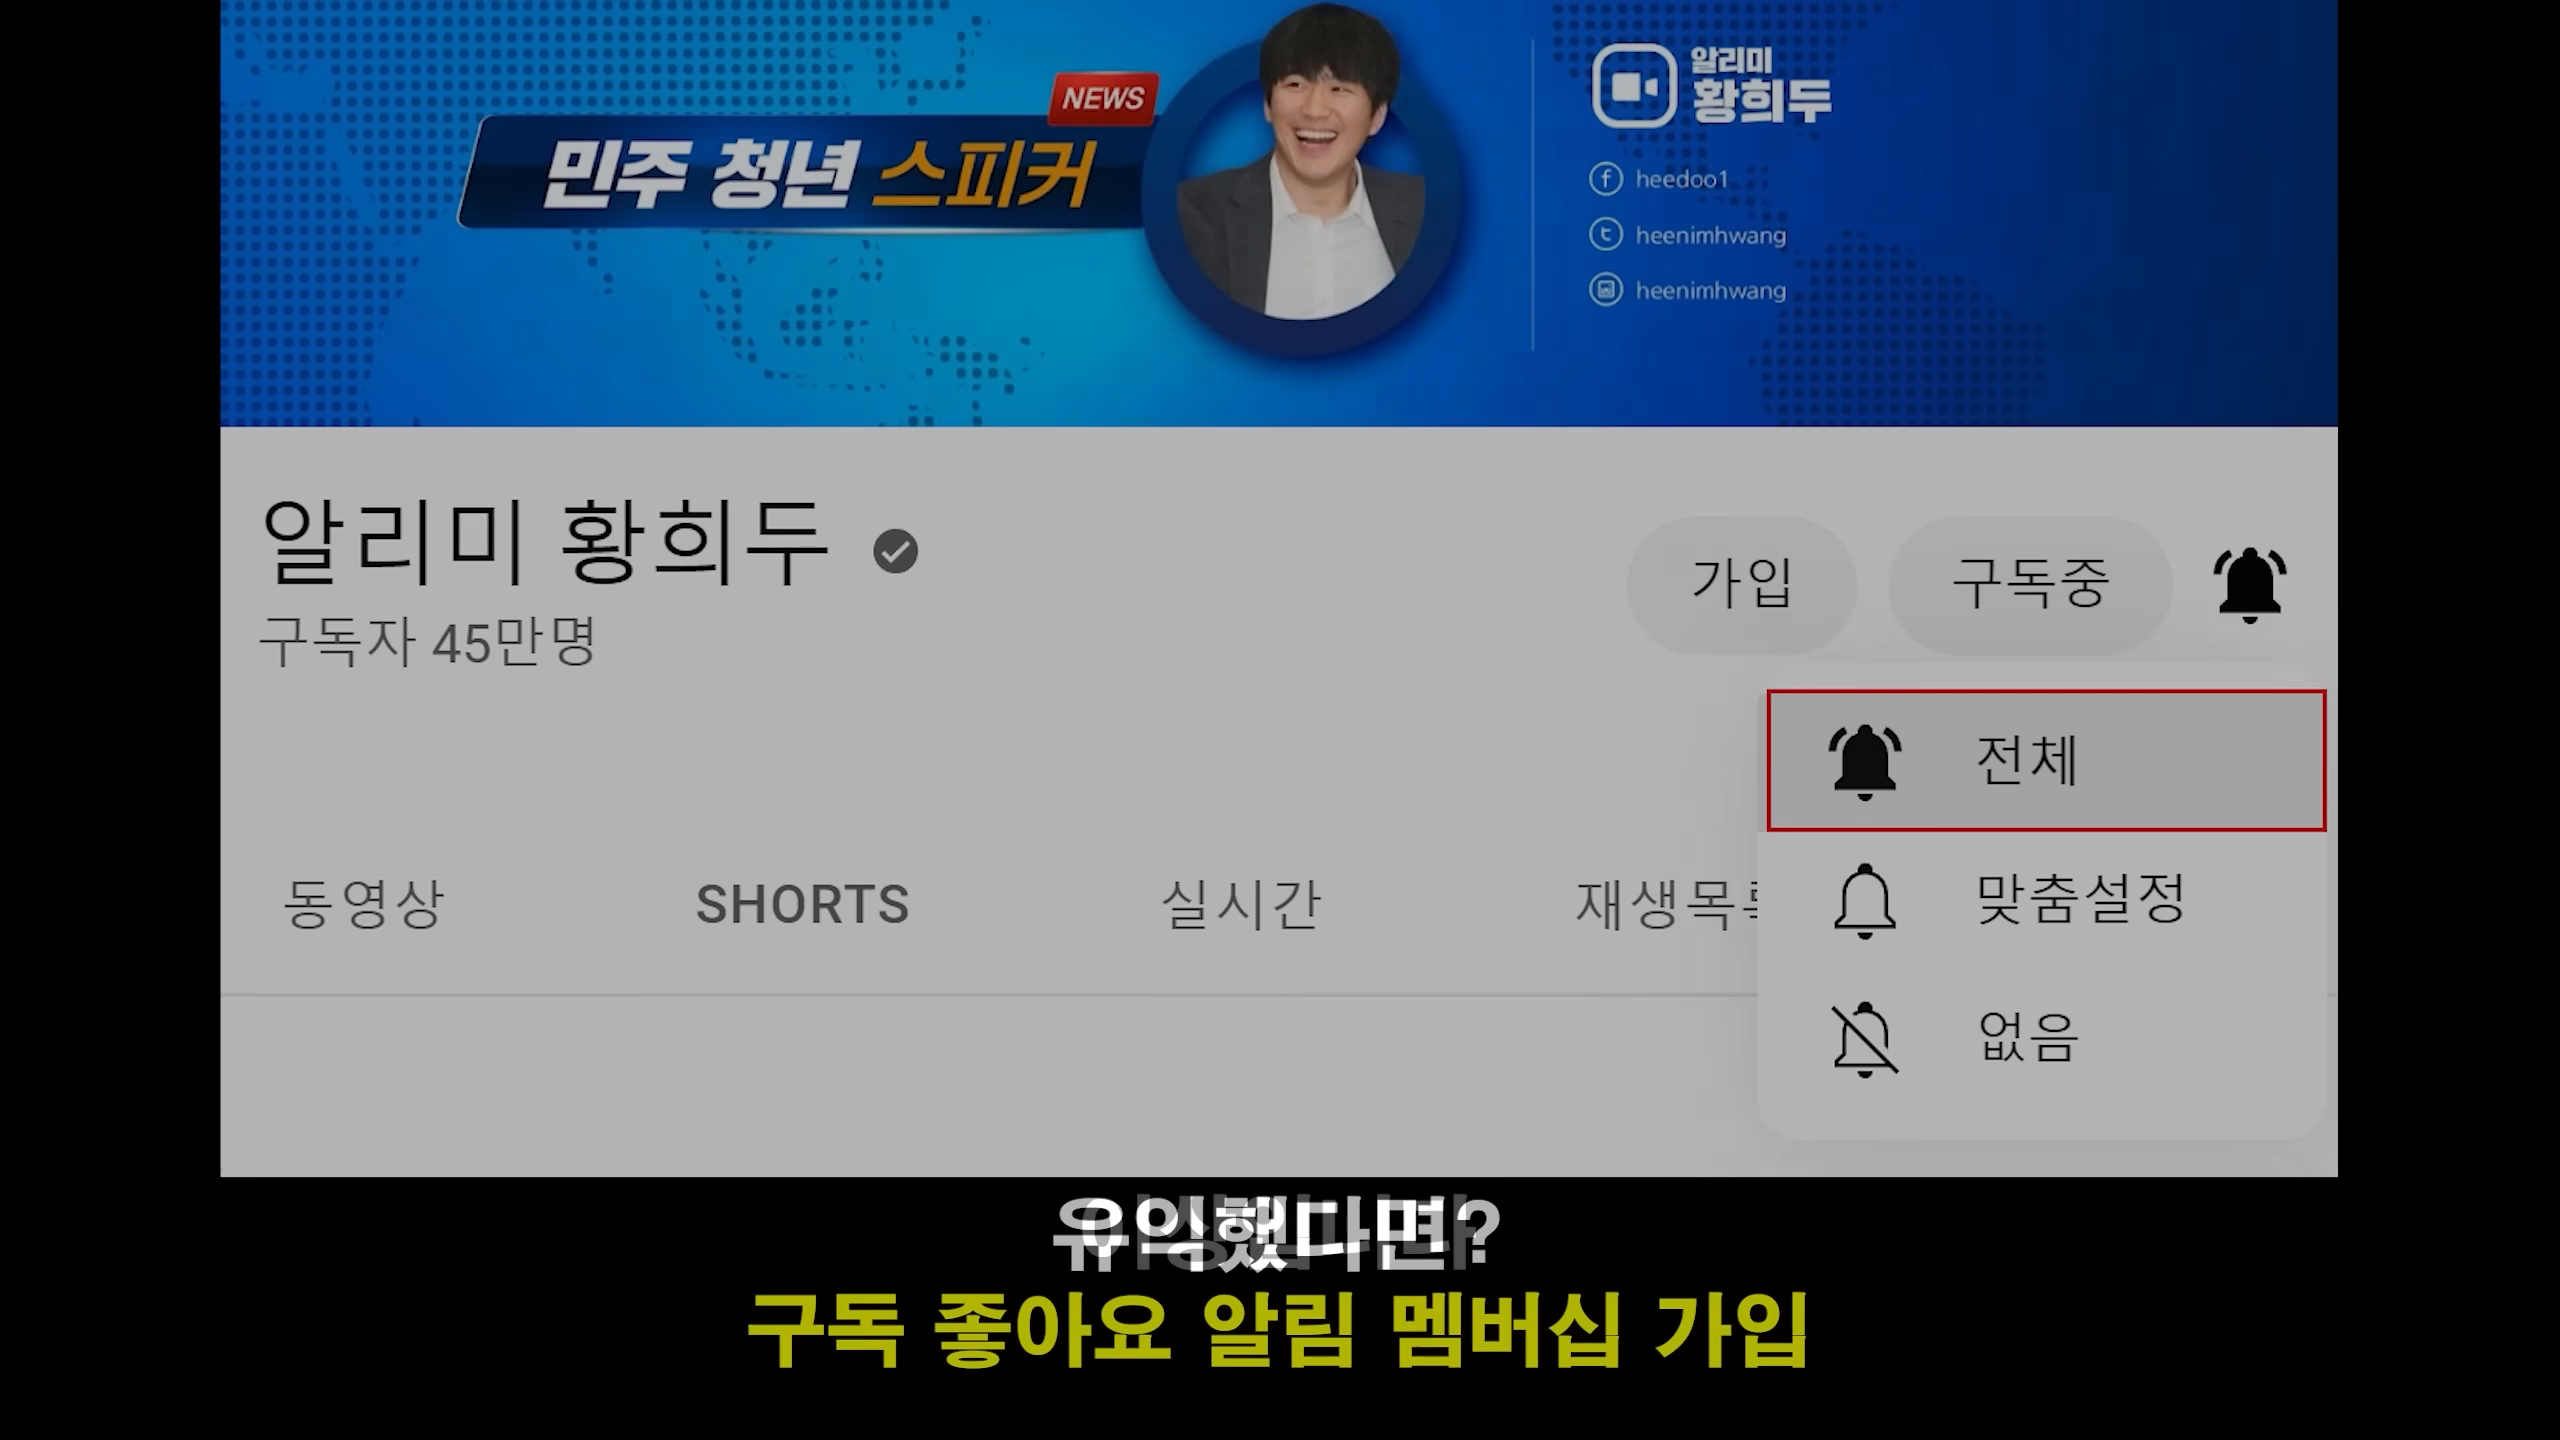 NEWS
민주 청년 스피커
알리미
황희두
heedoo1
heenimhwang
heenimhwang
알리미 황희두
구독자 45만명
가입
구독중
전체
맞춤설정
없음
동영상
SHORTS
실시간
유익했다면?
구독 좋아요 알림 멤버십 가입